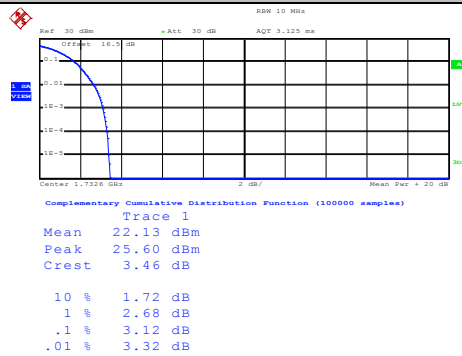 RBW 10 MHz
Ref 30 dBm *Att 30 dB AQT 3.125 ms
Offset 16.5 dB
0.1
0.01
1E-3
1E-4
1E-5
1 SA
VIEW
A
LV
3D
Center 1.7326 GHz 2 dB/ Mean Pwr + 20 dB
Complementary Cumulative Distribution Function (100000 samples)
Trace 1
Mean 22.13 dBm
Peak 25.60 dBm
Crest 3.46 dB
10 % 1.72 dB
1 % 2.68 dB
.1 % 3.12 dB
.01 % 3.32 dB